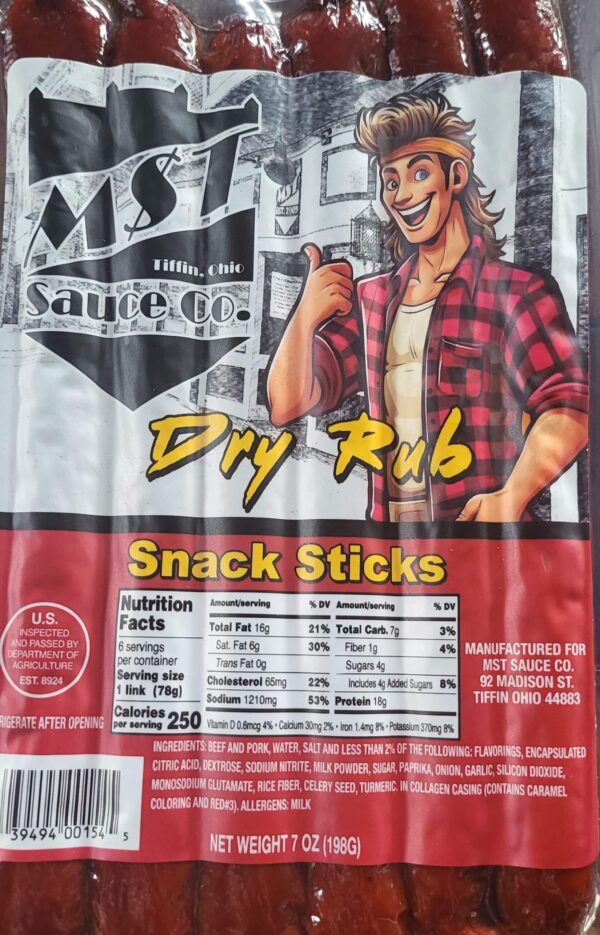 M$T
Tiffin, Ohio
Sauce Co.
Dry Rub
Snack Sticks
Nutrition Facts
6 servings per container
Serving size
1 link (78g)
Calories per serving 250
Amount/serving % DV Amount/serving % DV
Total Fat 16g 21% Total Carb. 7g 3%
Sat. Fat 6g 30% Fiber 1g 4%
Trans Fat 0g Sugars 4g
Cholesterol 65mg 22% Includes 4g Added Sugars 8%
Sodium 1210mg 53% Protein 18g
Vitamin D 0.6mcg 4% • Calcium 30mg 2% • Iron 1.4mg 8% • Potassium 370mg 8%
U.S.
INSPECTED
AND PASSED BY
DEPARTMENT OF
AGRICULTURE
EST. 8924
MANUFACTURED FOR
MST SAUCE CO.
92 MADISON ST.
TIFFIN OHIO 44883
RIGERATE AFTER OPENING
INGREDIENTS: BEEF AND PORK, WATER, SALT AND LESS THAN 2% OF THE FOLLOWING: FLAVORINGS, ENCAPSULATED
CITRIC ACID, DEXTROSE, SODIUM NITRITE, MILK POWDER, SUGAR, PAPRIKA, ONION, GARLIC, SILICON DIOXIDE,
MONOSODIUM GLUTAMATE, RICE FIBER, CELERY SEED, TURMERIC. IN COLLAGEN CASING (CONTAINS CARAMEL
COLORING AND RED#3). ALLERGENS: MILK
39494 00154 5
NET WEIGHT 7 OZ (198G)